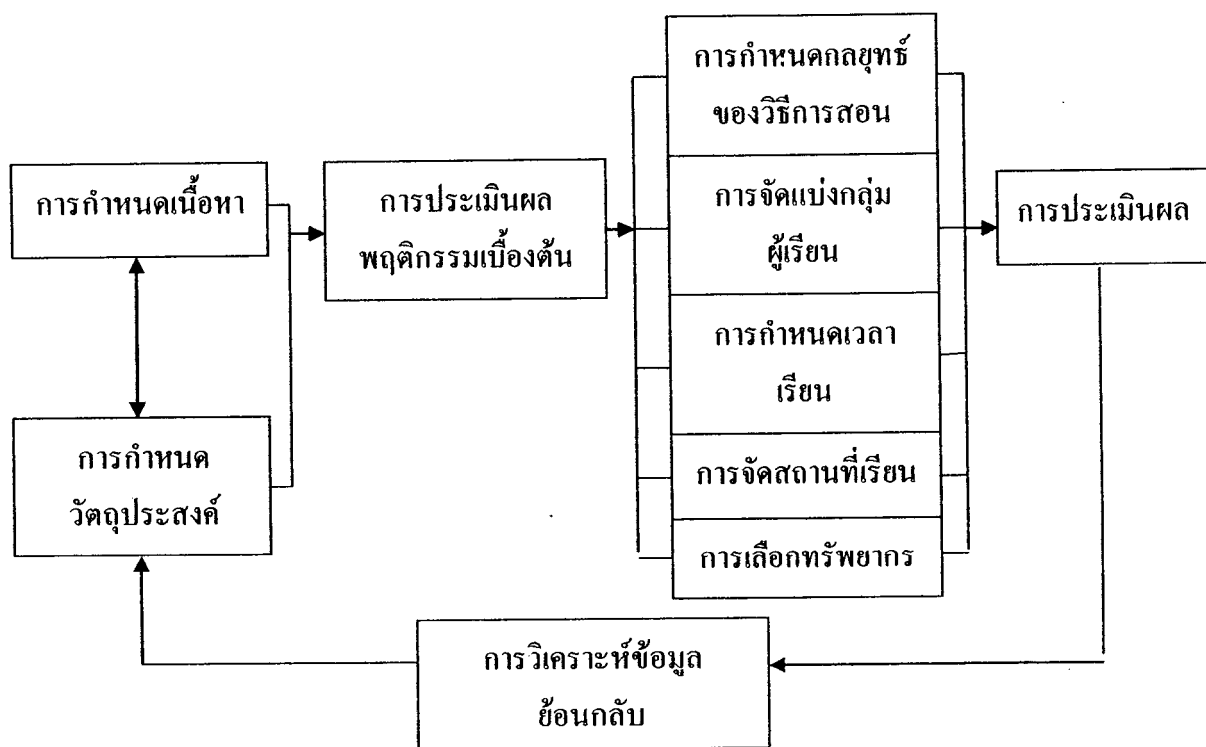 การกำหนดเนื้อหา
การกำหนด
วัตถุประสงค์
การประเมินผล
พฤติกรรมเบื้องต้น
การกำหนดกลยุทธ์
ของวิธีการสอน
การจัดแบ่งกลุ่ม
ผู้เรียน
การกำหนดเวลา
เรียน
การจัดสถานที่เรียน
การเลือกทรัพยากร
การประเมินผล
การวิเคราะห์ข้อมูล
ย้อนกลับ